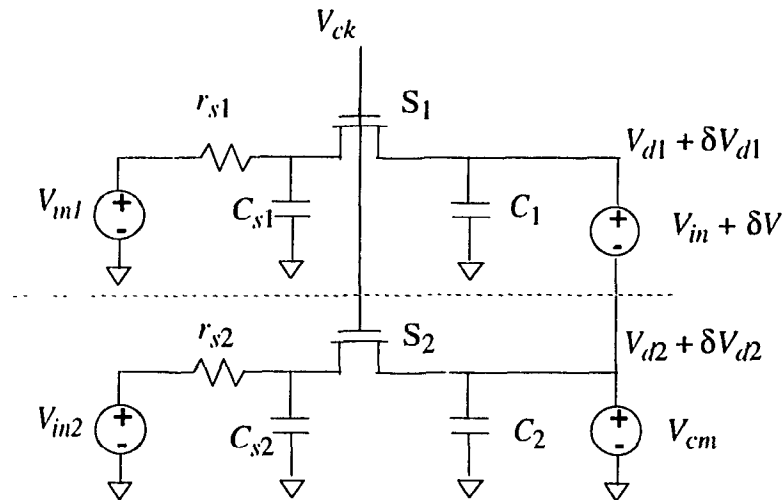 V_ck
r_s1
S_1
V_d1 + δV_d1
V_in1
C_s1
C_1
+
-
+
-
V_in + δV
r_s2
S_2
V_d2 + δV_d2
V_in2
C_s2
C_2
+
-
+
-
V_cm